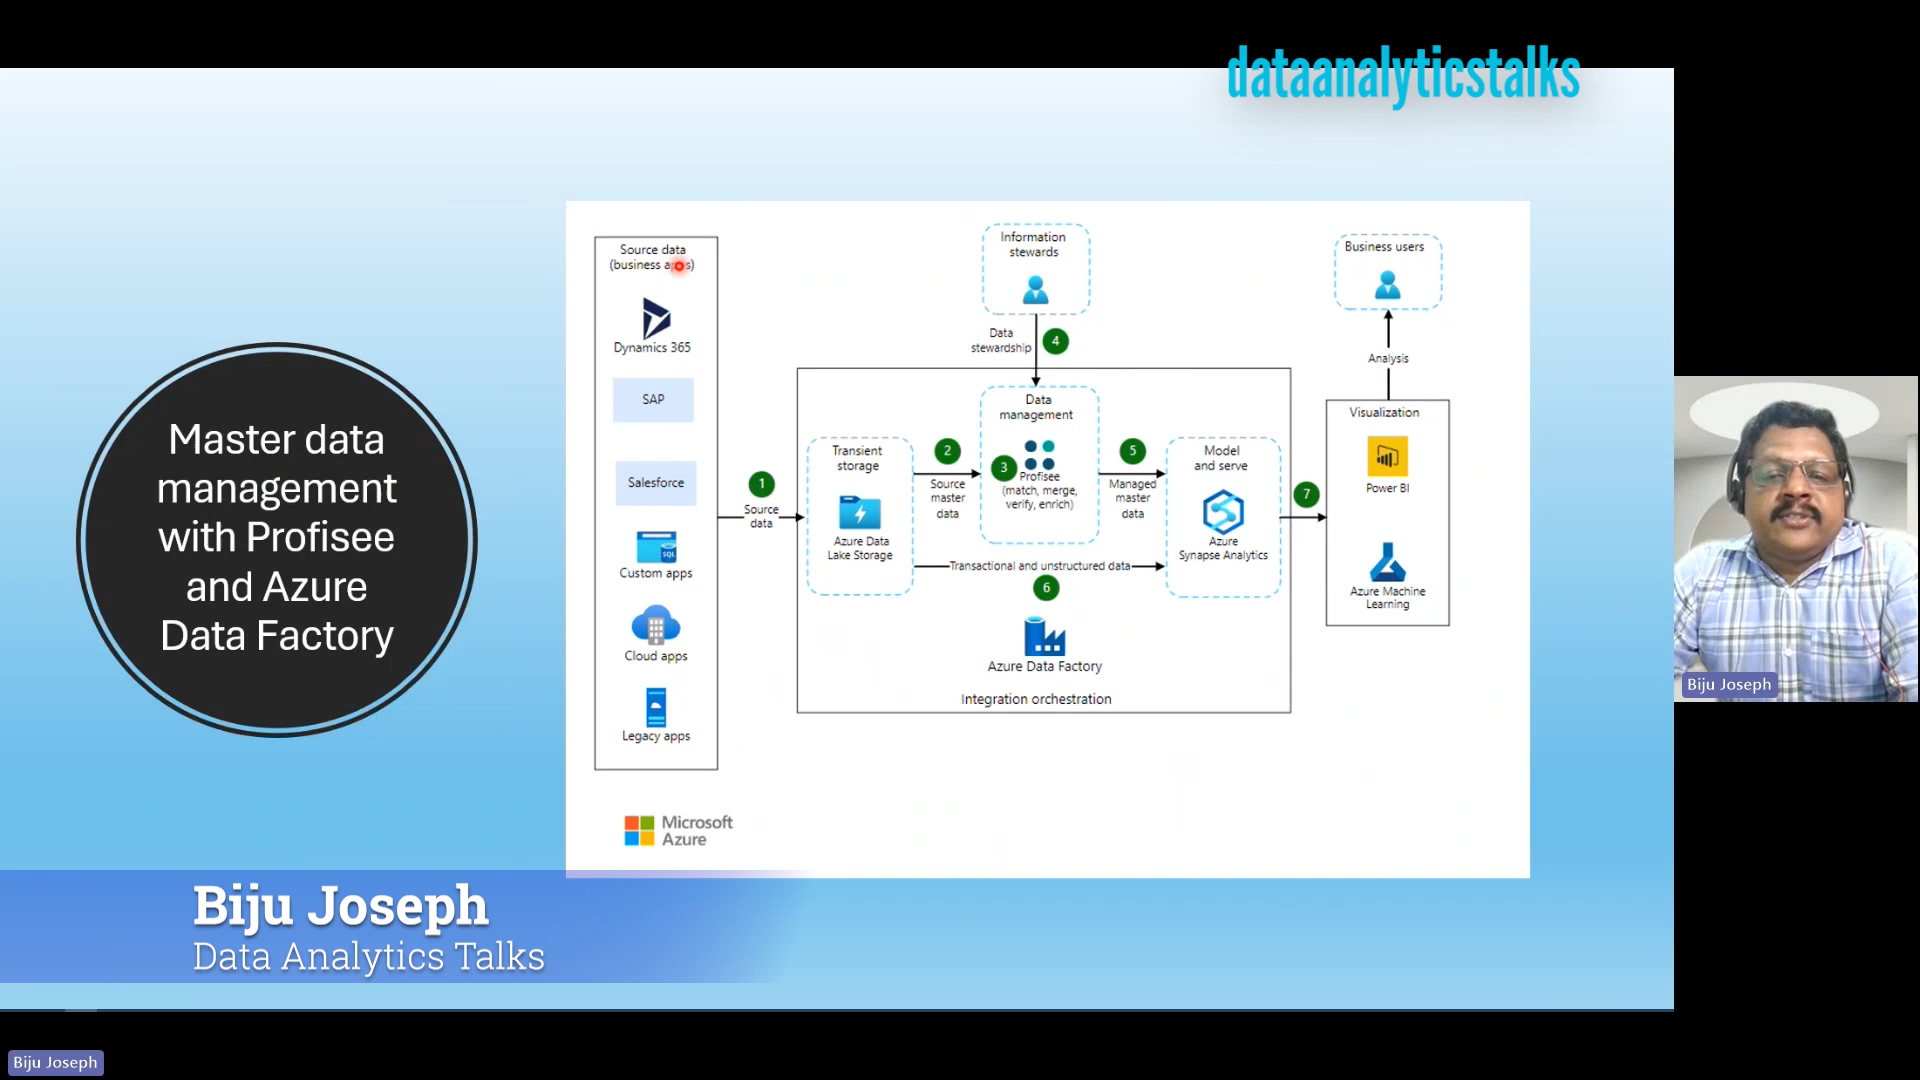 dataanalyticstalks
Master data
management
with Profisee
and Azure
Data Factory
Source data
(business apps)
Dynamics 365
SAP
Salesforce
SQL
Custom apps
Cloud apps
Legacy apps
1
Source
data
Transient
storage
Azure Data
Lake Storage
2
Source
master
data
Information
stewards
Data
stewardship
4
Data
management
3
Profisee
(match, merge,
verify, enrich)
5
Managed
master
data
Transactional and unstructured data
6
Azure Data Factory
Integration orchestration
Model
and serve
Azure
Synapse Analytics
7
Business users
Analysis
Visualization
Power BI
Azure Machine
Learning
Microsoft
Azure
Biju Joseph
Data Analytics Talks
Biju Joseph
Biju Joseph